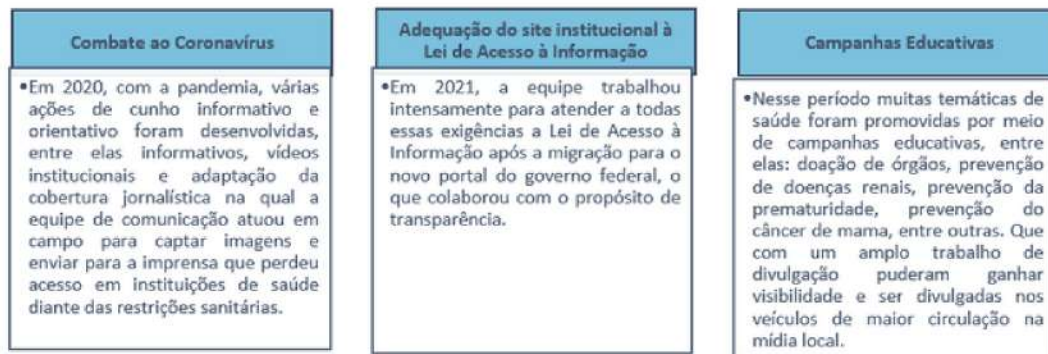 Combate ao Coronavírus
•Em 2020, com a pandemia, várias
ações de cunho informativo e
orientativo foram desenvolvidas,
entre elas informativos, vídeos
institucionais e adaptação da
cobertura jornalística na qual a
equipe de comunicação atuou em
campo para captar imagens e
enviar para a imprensa que perdeu
acesso em instituições de saúde
diante das restrições sanitárias.
Adequação do site institucional à
Lei de Acesso à Informação
•Em 2021, a equipe trabalhou
intensamente para atender a todas
essas exigências a Lei de Acesso à
Informação após a migração para o
novo portal do governo federal, o
que colaborou com o propósito de
transparência.
Campanhas Educativas
•Nesse período muitas temáticas de
saúde foram promovidas por meio
de campanhas educativas, entre
elas: doação de órgãos, prevenção
de doenças renais, prevenção da
prematuridade, prevenção do
câncer de mama, entre outras. Que
com um amplo trabalho de
divulgação puderam ganhar
visibilidade e ser divulgadas nos
veículos de maior circulação na
mídia local.